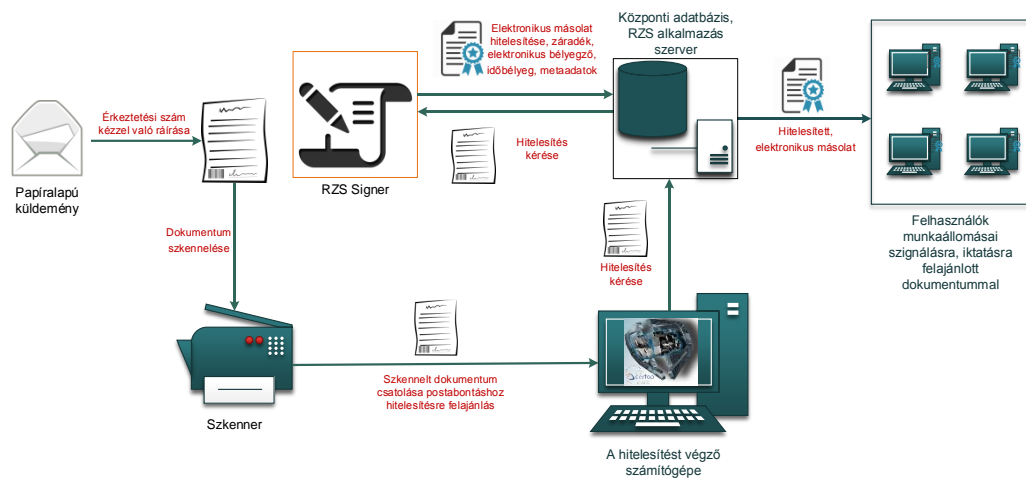 Elektronikus másolat
hitelesítése, záradék,
elektronikus bélyegző,
időbélyeg, metaadatok
Központi adatbázis,
RZS alkalmazás
szerver
Érkeztetési szám
kézzel való ráírása
Papíralapú
küldemény
RZS Signer
Hitelesítés
kérése
Hitelesített,
elektronikus másolat
Felhasználók
munkaállomásai
szignálásra, iktatásra
felajánlott
dokumentummal
Dokumentum
szkennelése
Hitelesítés
kérése
Szkennelt dokumentum
csatolása postabontáshoz
hitelesítésre felajánlás
Szkenner
A hitelesítést végző
számítógépe